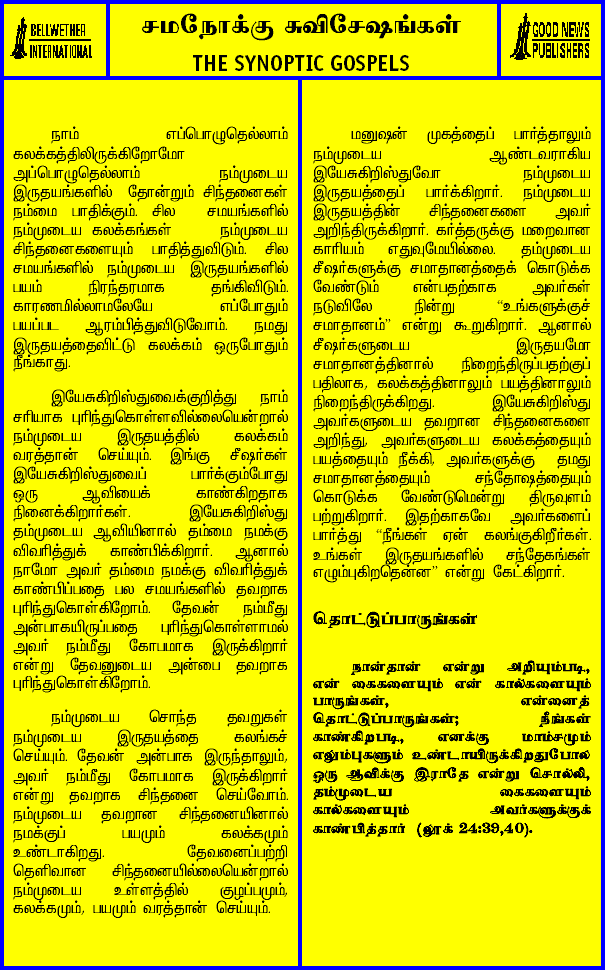 BELLWETHER
INTERNATIONAL
சமநோக்கு சுவிசேஷங்கள்
THE SYNOPTIC GOSPELS
GOOD NEWS
PUBLISHERS
நாம் எப்பொழுதெல்லாம்
கலக்கத்திலிருக்கிறோமோ
அப்பொழுதெல்லாம் நம்முடைய
இருதயங்களில் தோன்றும் சிந்தனைகள்
நம்மை பாதிக்கும். சில சமயங்களில்
நம்முடைய கலக்கங்கள் நம்முடைய
சிந்தனைகளையும் பாதித்துவிடும். சில
சமயங்களில் நம்முடைய இருதயங்களில்
பயம் நிரந்தரமாக தங்கிவிடும்.
காரணமில்லாமலேயே எப்போதும்
பயப்பட ஆரம்பித்துவிடுவோம். நமது
இருதயத்தைவிட்டு கலக்கம் ஒருபோதும்
நீங்காது.
இயேசுகிறிஸ்துவைக்குறித்து நாம்
சரியாக புரிந்துகொள்ளவில்லையென்றால்
நம்முடைய இருதயத்தில் கலக்கம்
வரத்தான் செய்யும். இங்கு சீஷர்கள்
இயேசுகிறிஸ்துவைப் பார்க்கும்போது
ஒரு ஆவியைக் காண்கிறதாக
நினைக்கிறார்கள். இயேசுகிறிஸ்து
தம்முடைய ஆவியினால் தம்மை நமக்கு
விவரித்துக் காண்பிக்கிறார். ஆனால்
நாமோ அவர் தம்மை நமக்கு விவரித்துக்
காண்பிப்பதை பல சமயங்களில் தவறாக
புரிந்துகொள்கிறோம். தேவன் நம்மீது
அன்பாகயிருப்பதை புரிந்துகொள்ளாமல்
அவர் நம்மீது கோபமாக இருக்கிறார்
என்று தேவனுடைய அன்பை தவறாக
புரிந்துகொள்கிறோம்.
நம்முடைய சொந்த தவறுகள்
நம்முடைய இருதயத்தை கலங்கச்
செய்யும். தேவன் அன்பாக இருந்தாலும்,
அவர் நம்மீது கோபமாக இருக்கிறார்
என்று தவறாக சிந்தனை செய்வோம்.
நம்முடைய தவறான சிந்தனையினால்
நமக்குப் பயமும் கலக்கமும்
உண்டாகிறது. தேவனைப்பற்றி
தெளிவான சிந்தனையில்லையென்றால்
நம்முடைய உள்ளத்தில் குழப்பமும்,
கலக்கமும், பயமும் வரத்தான் செய்யும்.
மனுஷன் முகத்தைப் பார்த்தாலும்
நம்முடைய ஆண்டவராகிய
இயேசுகிறிஸ்துவோ நம்முடைய
இருதயத்தைப் பார்க்கிறார். நம்முடைய
இருதயத்தின் சிந்தனைகளை அவர்
அறிந்திருக்கிறார். கர்த்தருக்கு மறைவான
காரியம் எதுவுமேயில்லை. தம்முடைய
சீஷர்களுக்கு சமாதானத்தைக் கொடுக்க
வேண்டும் என்பதற்காக அவர்கள்
நடுவிலே நின்று “உங்களுக்குச்
சமாதானம்” என்று கூறுகிறார். ஆனால்
சீஷர்களுடைய இருதயமோ
சமாதானத்தினால் நிறைந்திருப்பதற்குப்
பதிலாக, கலக்கத்தினாலும் பயத்தினாலும்
நிறைந்திருக்கிறது. இயேசுகிறிஸ்து
அவர்களுடைய தவறான சிந்தனைகளை
அறிந்து, அவர்களுடைய கலக்கத்தையும்
பயத்தையும் நீக்கி, அவர்களுக்கு தமது
சமாதானத்தையும் சந்தோஷத்தையும்
கொடுக்க வேண்டுமென்று திருவுளம்
பற்றுகிறார். இதற்காகவே அவர்களைப்
பார்த்து “நீங்கள் ஏன் கலங்குகிறீர்கள்.
உங்கள் இருதயங்களில் சந்தேகங்கள்
எழும்புகிறதென்ன” என்று கேட்கிறார்.
தொட்டுப்பாருங்கள்
நான்தான் என்று அறியும்படி,
என் கைகளையும் என் கால்களையும்
பாருங்கள், என்னைத்
தொட்டுப்பாருங்கள்; நீங்கள்
காண்கிறபடி, எனக்கு மாம்சமும்
எலும்புகளும் உண்டாயிருக்கிறதுபோல
ஒரு ஆவிக்கு இராதே என்று சொல்லி,
தம்முடைய கைகளையும்
கால்களையும் அவர்களுக்குக்
காண்பித்தார் (லூக் 24:39,40).